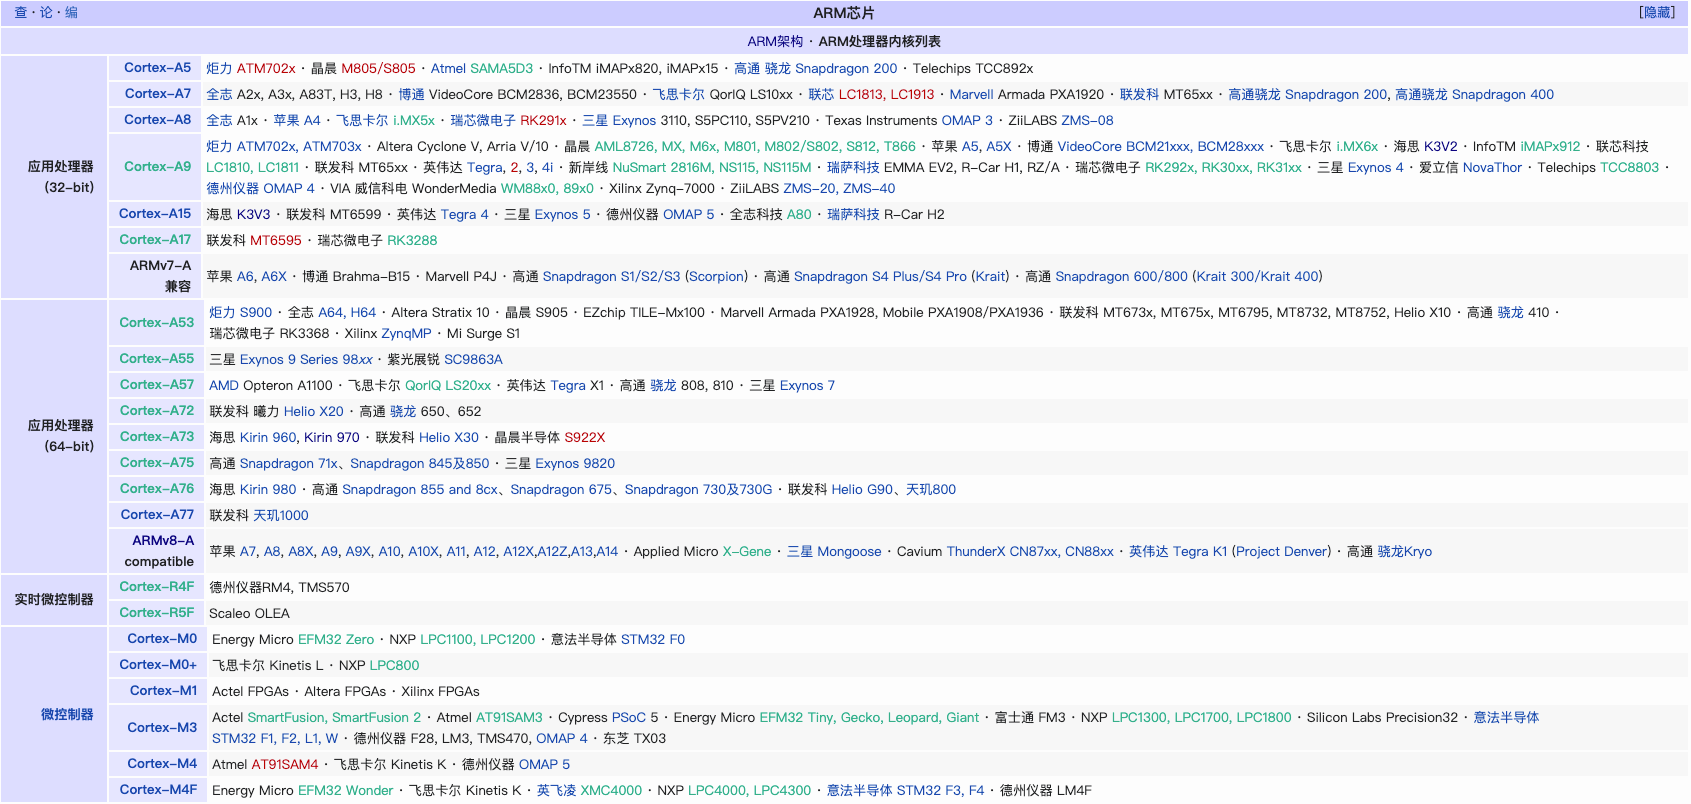 查 · 论 · 编 ARM芯片 [隐藏]
ARM架构 · ARM处理器内核列表
应用处理器
(32-bit)
Cortex-A5 炬力 ATM702x · 晶晨 M805/S805 · Atmel SAMA5D3 · InfoTM iMAPx820, iMAPx15 · 高通 骁龙 Snapdragon 200 · Telechips TCC892x
Cortex-A7 全志 A2x, A3x, A83T, H3, H8 · 博通 VideoCore BCM2836, BCM23550 · 飞思卡尔 QorIQ LS10xx · 联芯 LC1813, LC1913 · Marvell Armada PXA1920 · 联发科 MT65xx · 高通骁龙 Snapdragon 200, 高通骁龙 Snapdragon 400
Cortex-A8 全志 A1x · 苹果 A4 · 飞思卡尔 i.MX5x · 瑞芯微电子 RK291x · 三星 Exynos 3110, S5PC110, S5PV210 · Texas Instruments OMAP 3 · ZiiLABS ZMS-08
Cortex-A9 炬力 ATM702x, ATM703x · Altera Cyclone V, Arria V/10 · 晶晨 AML8726, MX, M6x, M801, M802/S802, S812, T866 · 苹果 A5, A5X · 博通 VideoCore BCM21xxx, BCM28xxx · 飞思卡尔 i.MX6x · 海思 K3V2 · InfoTM iMAPx912 · 联芯科技
LC1810, LC1811 · 联发科 MT65xx · 英伟达 Tegra, 2, 3, 4i · 新岸线 NuSmart 2816M, NS115, NS115M · 瑞萨科技 EMMA EV2, R-Car H1, RZ/A · 瑞芯微电子 RK292x, RK30xx, RK31xx · 三星 Exynos 4 · 爱立信 NovaThor · Telechips TCC8803 ·
德州仪器 OMAP 4 · VIA 威信科电 WonderMedia WM88x0, 89x0 · Xilinx Zynq-7000 · ZiiLABS ZMS-20, ZMS-40
Cortex-A15 海思 K3V3 · 联发科 MT6599 · 英伟达 Tegra 4 · 三星 Exynos 5 · 德州仪器 OMAP 5 · 全志科技 A80 · 瑞萨科技 R-Car H2
Cortex-A17 联发科 MT6595 · 瑞芯微电子 RK3288
ARMv7-A
兼容
苹果 A6, A6X · 博通 Brahma-B15 · Marvell P4J · 高通 Snapdragon S1/S2/S3 (Scorpion) · 高通 Snapdragon S4 Plus/S4 Pro (Krait) · 高通 Snapdragon 600/800 (Krait 300/Krait 400)
应用处理器
(64-bit)
Cortex-A53 炬力 S900 · 全志 A64, H64 · Altera Stratix 10 · 晶晨 S905 · EZchip TILE-Mx100 · Marvell Armada PXA1928, Mobile PXA1908/PXA1936 · 联发科 MT673x, MT675x, MT6795, MT8732, MT8752, Helio X10 · 高通 骁龙 410 ·
瑞芯微电子 RK3368 · Xilinx ZynqMP · Mi Surge S1
Cortex-A55 三星 Exynos 9 Series 98xx · 紫光展锐 SC9863A
Cortex-A57 AMD Opteron A1100 · 飞思卡尔 QorIQ LS20xx · 英伟达 Tegra X1 · 高通 骁龙 808, 810 · 三星 Exynos 7
Cortex-A72 联发科 曦力 Helio X20 · 高通 骁龙 650、652
Cortex-A73 海思 Kirin 960, Kirin 970 · 联发科 Helio X30 · 晶晨半导体 S922X
Cortex-A75 高通 Snapdragon 71x、Snapdragon 845及850 · 三星 Exynos 9820
Cortex-A76 海思 Kirin 980 · 高通 Snapdragon 855 and 8cx、Snapdragon 675、Snapdragon 730及730G · 联发科 Helio G90、天玑800
Cortex-A77 联发科 天玑1000
ARMv8-A
compatible
苹果 A7, A8, A8X, A9, A9X, A10, A10X, A11, A12, A12X,A12Z,A13,A14 · Applied Micro X-Gene · 三星 Mongoose · Cavium ThunderX CN87xx, CN88xx · 英伟达 Tegra K1 (Project Denver) · 高通 骁龙Kryo
实时微控制器
Cortex-R4F 德州仪器RM4, TMS570
Cortex-R5F Scaleo OLEA
微控制器
Cortex-M0 Energy Micro EFM32 Zero · NXP LPC1100, LPC1200 · 意法半导体 STM32 F0
Cortex-M0+ 飞思卡尔 Kinetis L · NXP LPC800
Cortex-M1 Actel FPGAs · Altera FPGAs · Xilinx FPGAs
Cortex-M3 Actel SmartFusion, SmartFusion 2 · Atmel AT91SAM3 · Cypress PSoC 5 · Energy Micro EFM32 Tiny, Gecko, Leopard, Giant · 富士通 FM3 · NXP LPC1300, LPC1700, LPC1800 · Silicon Labs Precision32 · 意法半导体
STM32 F1, F2, L1, W · 德州仪器 F28, LM3, TMS470, OMAP 4 · 东芝 TX03
Cortex-M4 Atmel AT91SAM4 · 飞思卡尔 Kinetis K · 德州仪器 OMAP 5
Cortex-M4F Energy Micro EFM32 Wonder · 飞思卡尔 Kinetis K · 英飞凌 XMC4000 · NXP LPC4000, LPC4300 · 意法半导体 STM32 F3, F4 · 德州仪器 LM4F